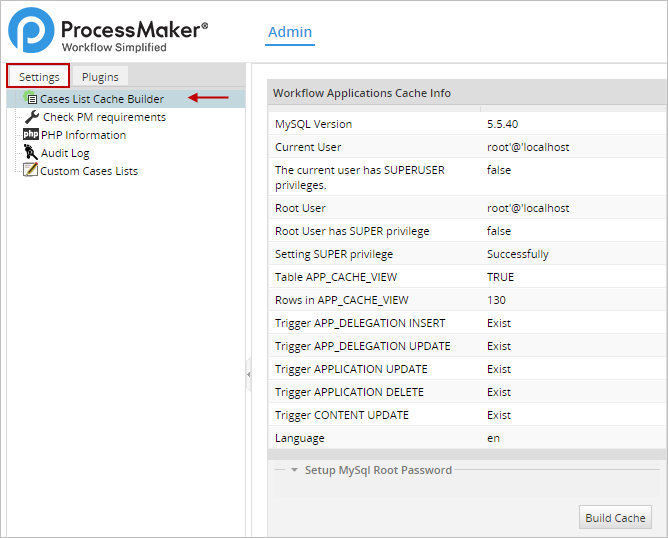 ProcessMaker®
Workflow Simplified
Admin
Settings Plugins
Cases List Cache Builder
Check PM requirements
php PHP Information
Audit Log
Custom Cases Lists
Workflow Applications Cache Info
MySQL Version 5.5.40
Current User root'@'localhost
The current user has SUPERUSER false
privileges.
Root User root'@'localhost
Root User has SUPER privilege false
Setting SUPER privilege Successfully
Table APP_CACHE_VIEW TRUE
Rows in APP_CACHE_VIEW 130
Trigger APP_DELEGATION INSERT Exist
Trigger APP_DELEGATION UPDATE Exist
Trigger APPLICATION UPDATE Exist
Trigger APPLICATION DELETE Exist
Trigger CONTENT UPDATE Exist
Language en
Setup MySql Root Password
Build Cache